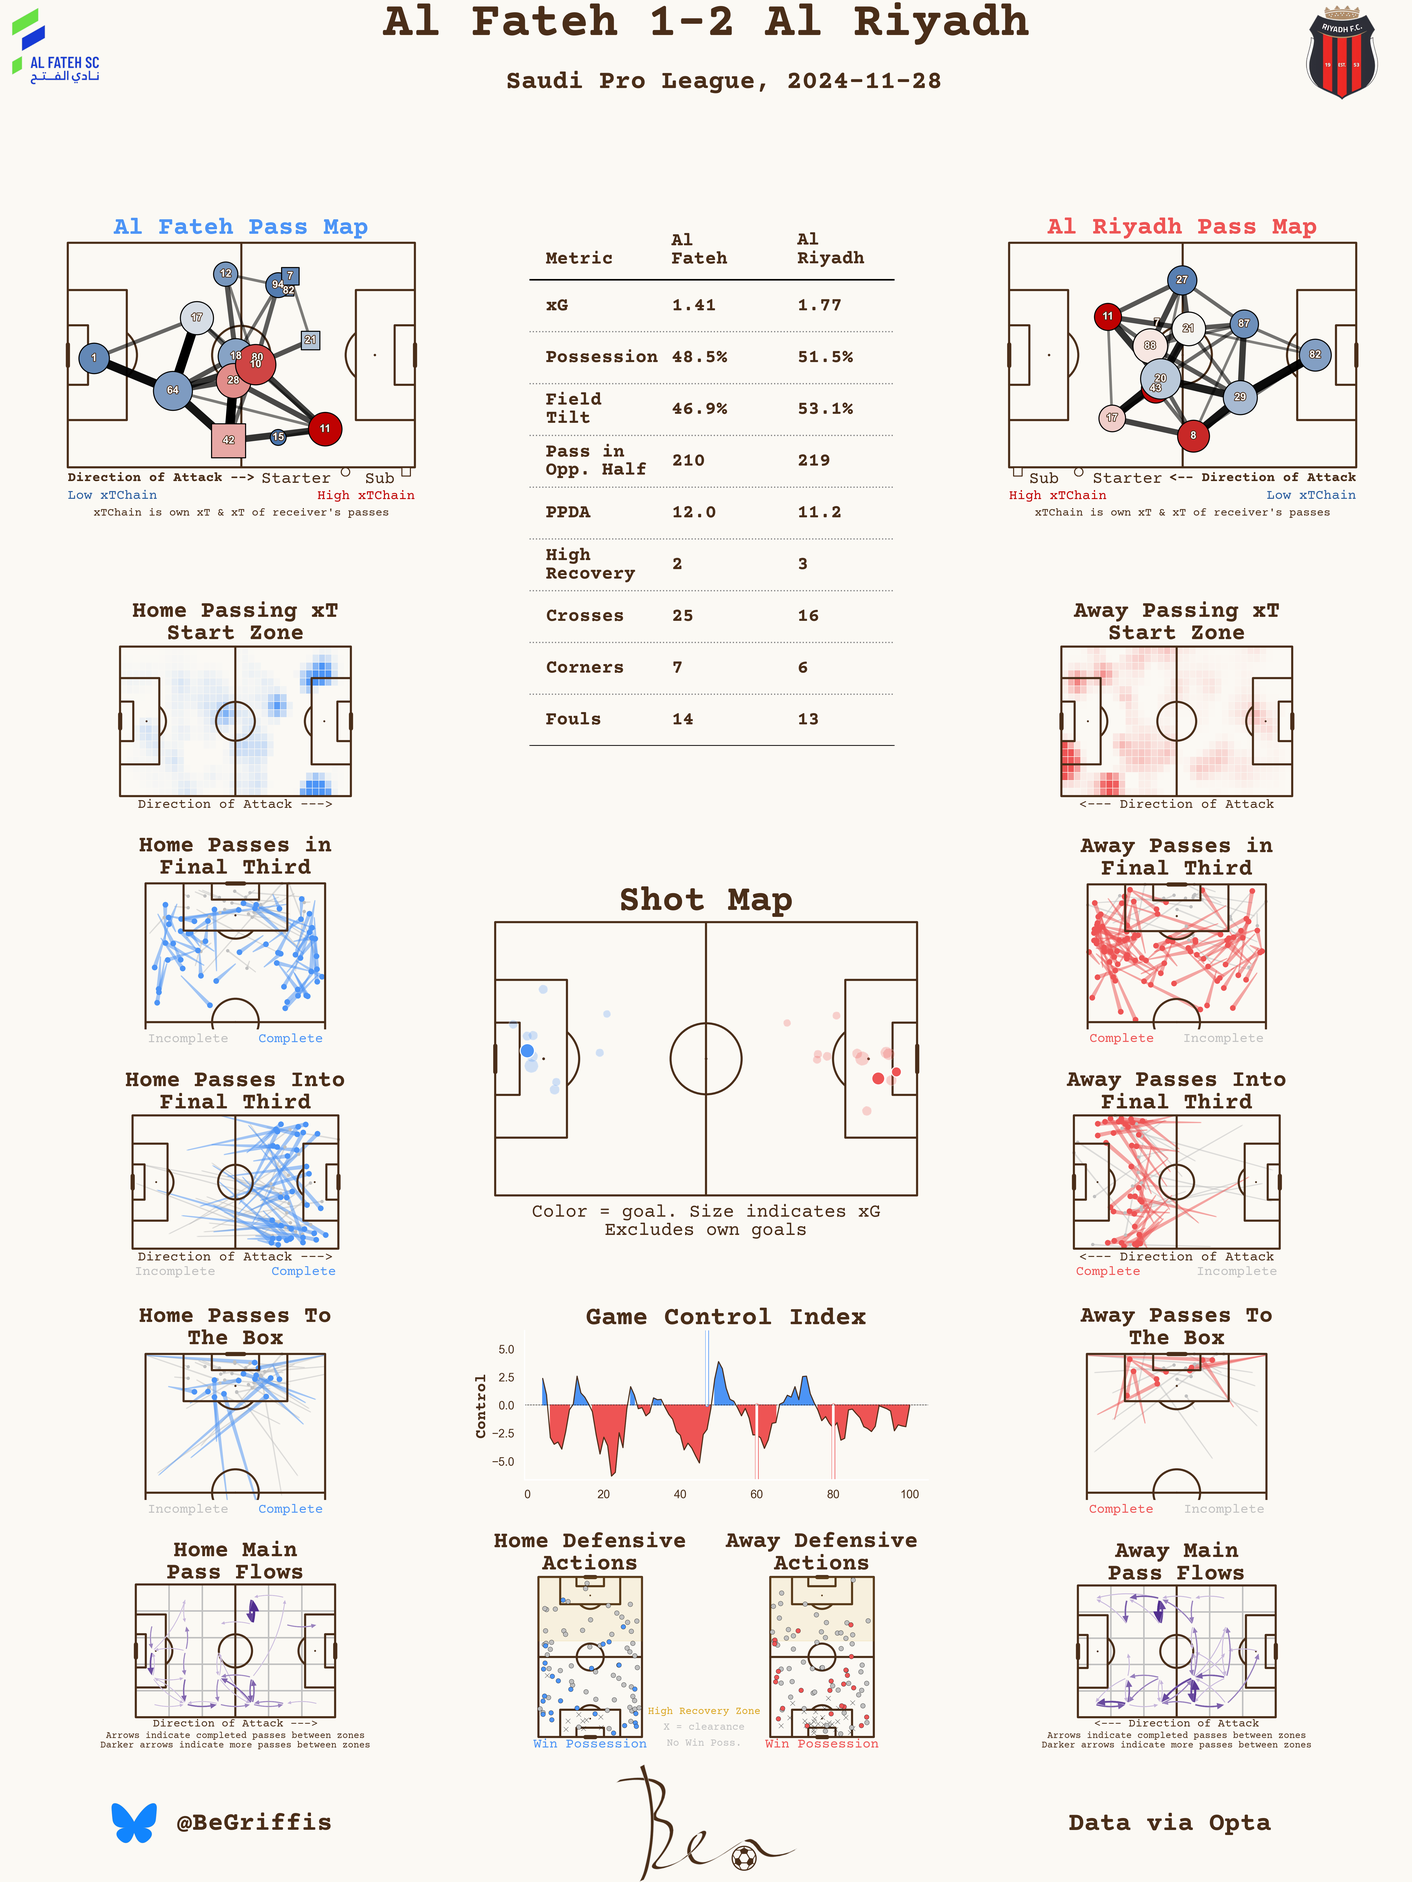 Al Fateh 1-2 Al Riyadh
Saudi Pro League, 2024-11-28
AL FATEH SC
نادي الفتح
RIYADH F.C.
19 EST. 53
Al Fateh Pass Map
12
94
7
82
17
21
1
18
80
10
28
64
42
15
11
Direction of Attack --> Starter Sub
Low xTChain High xTChain
xTChain is own xT & xT of receiver's passes
Metric Al Fateh Al Riyadh
xG 1.41 1.77
Possession 48.5% 51.5%
Field Tilt 46.9% 53.1%
Pass in Opp. Half 210 219
PPDA 12.0 11.2
High Recovery 2 3
Crosses 25 16
Corners 7 6
Fouls 14 13
Al Riyadh Pass Map
27
11
7
21
87
88
82
20
43
29
17
8
Sub Starter <-- Direction of Attack
High xTChain Low xTChain
xTChain is own xT & xT of receiver's passes
Home Passing xT
Start Zone
Direction of Attack --->
Away Passing xT
Start Zone
<--- Direction of Attack
Home Passes in
Final Third
Incomplete Complete
Away Passes in
Final Third
Complete Incomplete
Shot Map
Color = goal. Size indicates xG
Excludes own goals
Home Passes Into
Final Third
Direction of Attack --->
Incomplete Complete
Away Passes Into
Final Third
<--- Direction of Attack
Complete Incomplete
Home Passes To
The Box
Incomplete Complete
Game Control Index
Control
5.0
2.5
0.0
−2.5
−5.0
0 20 40 60 80 100
Away Passes To
The Box
Complete Incomplete
Home Main
Pass Flows
Direction of Attack --->
Arrows indicate completed passes between zones
Darker arrows indicate more passes between zones
Home Defensive
Actions
Win Possession
High Recovery Zone
X = clearance
No Win Poss.
Away Defensive
Actions
Win Possession
Away Main
Pass Flows
<--- Direction of Attack
Arrows indicate completed passes between zones
Darker arrows indicate more passes between zones
@BeGriffis
Ben
Data via Opta